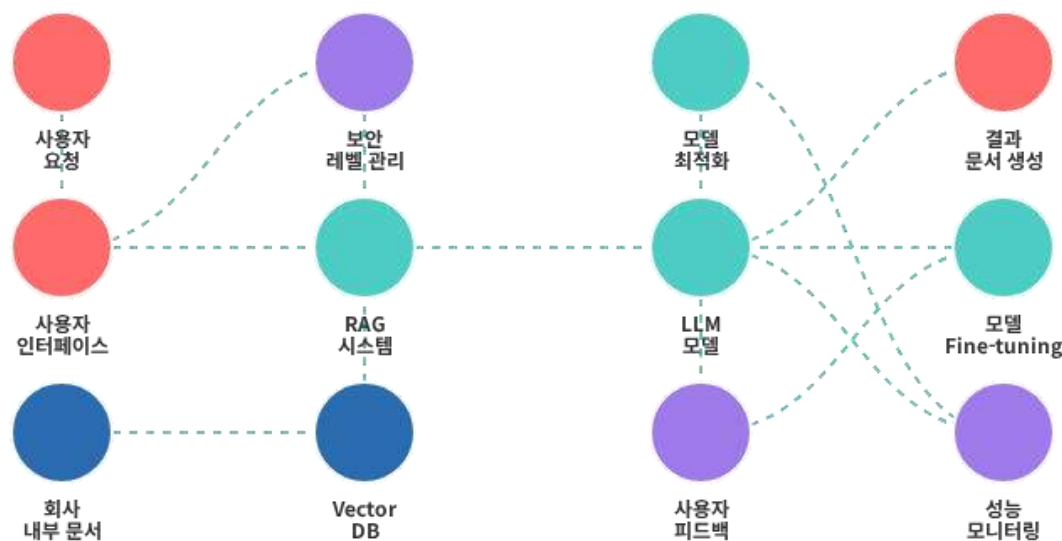 사용자
요청
보안
레벨 관리
모델
최적화
결과
문서 생성
사용자
인터페이스
RAG
시스템
LLM
모델
모델
Fine-tuning
회사
내부 문서
Vector
DB
사용자
피드백
성능
모니터링